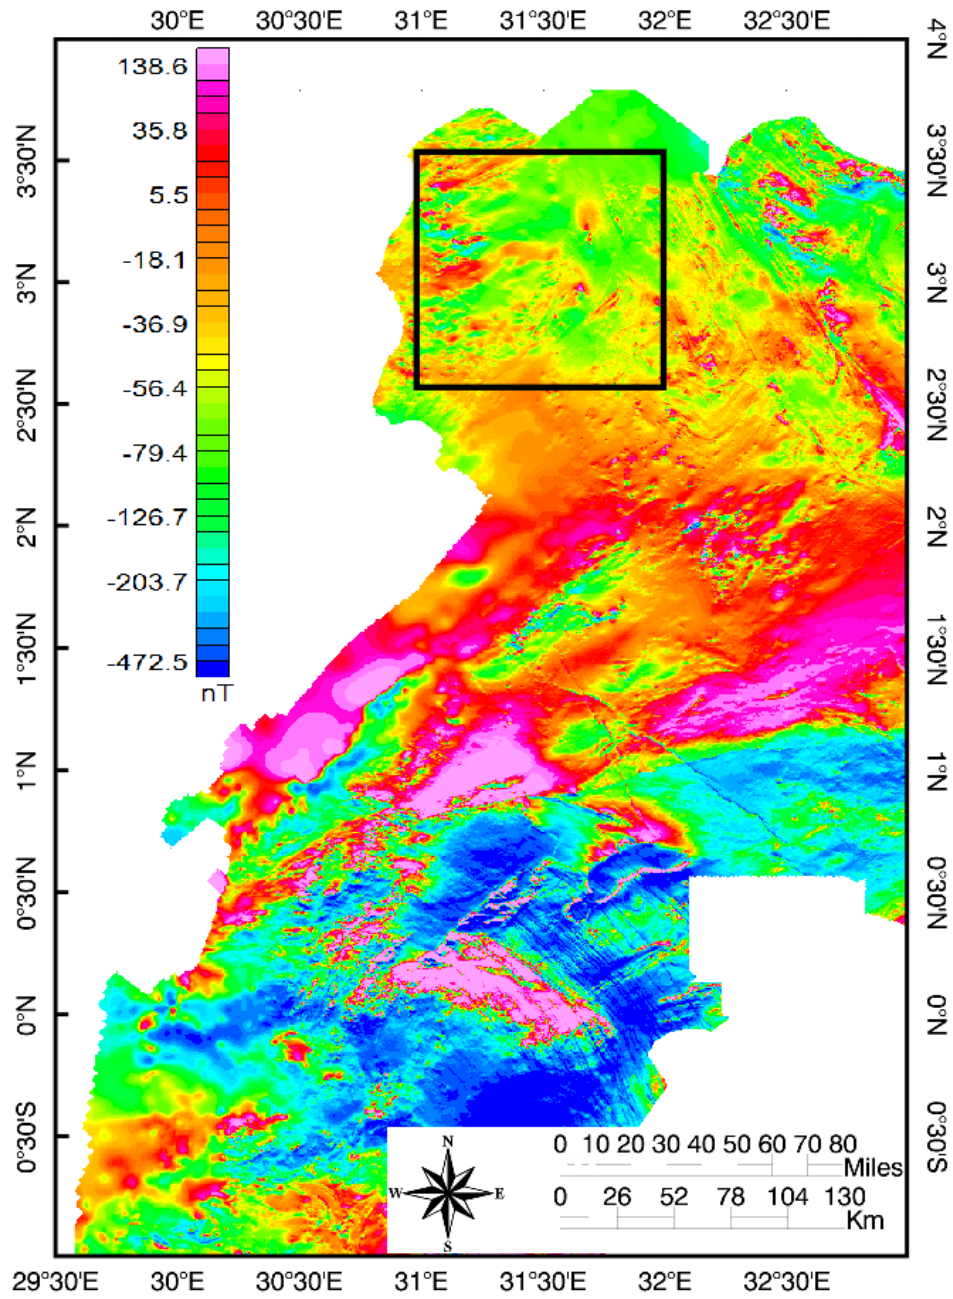 30°E 30°30'E 31°E 31°30'E 32°E 32°30'E
4°N
138.6
35.8
3°30'N 3°30'N
5.5
-18.1
3°N 3°N
-36.9
-56.4
2°30'N 2°30'N
-79.4
-126.7
2°N 2°N
-203.7
1°30'N 1°30'N
-472.5
nT
1°N 1°N
0°30'N 0°30'N
0°N 0°N
0°30'S 0°30'S
N
W E
S
0 10 20 30 40 50 60 70 80
Miles
0 26 52 78 104 130
Km
29°30'E 30°E 30°30'E 31°E 31°30'E 32°E 32°30'E